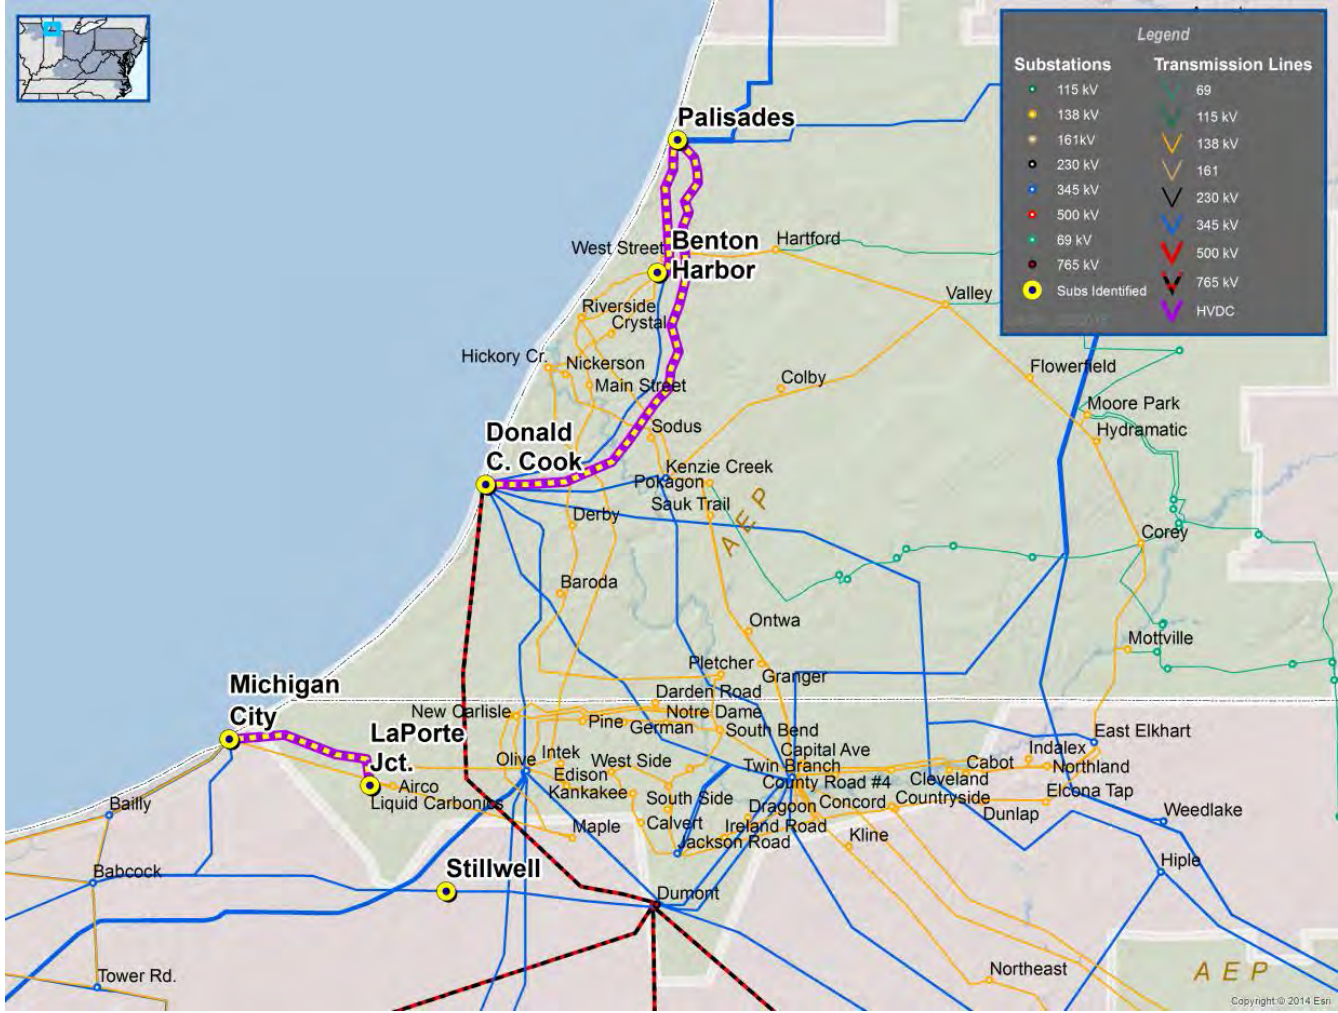 Legend
Substations
Transmission Lines
115 kV
69
138 kV
115 kV
161kV
138 kV
230 kV
161
345 kV
230 kV
500 kV
345 kV
69 kV
500 kV
765 kV
765 kV
Subs Identified
HVDC
Palisades
West Street
Benton
Harbor
Hartford
Valley
Riverside
Crystal
Hickory Cr.
Nickerson
Main Street
Colby
Flowerfield
Moore Park
Hydramatic
Donald
C. Cook
Sodus
Kenzie Creek
Pokagon
Sauk Trail
AEP
Derby
Corey
Baroda
Ontwa
Mottville
Pletcher
Granger
Michigan
City
Darden Road
New Carlisle
Notre Dame
Pine
German
South Bend
East Elkhart
LaPorte
Jct.
Olive
Intek
West Side
Capital Ave
Twin Branch
Indalex
Cabot
Northland
Edison
Kankakee
County Road #4
Cleveland
Airco
Liquid Carbonics
South Side
Dragoon
Concord
Countryside
Elcona Tap
Dunlap
Bailly
Weedlake
Maple
Calvert
Ireland Road
Jackson Road
Kline
Babcock
Stillwell
Hiple
Dumont
Tower Rd.
Northeast
AEP
Copyright:© 2014 Esri